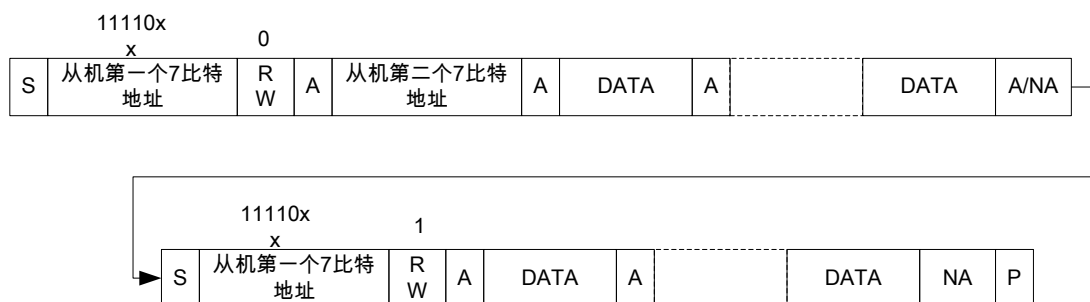 11110x
x
0
S
从机第一个7比特
地址
R
W
A
从机第二个7比特
地址
A
DATA
A
DATA
A/NA
11110x
x
1
S
从机第一个7比特
地址
R
W
A
DATA
A
DATA
NA
P